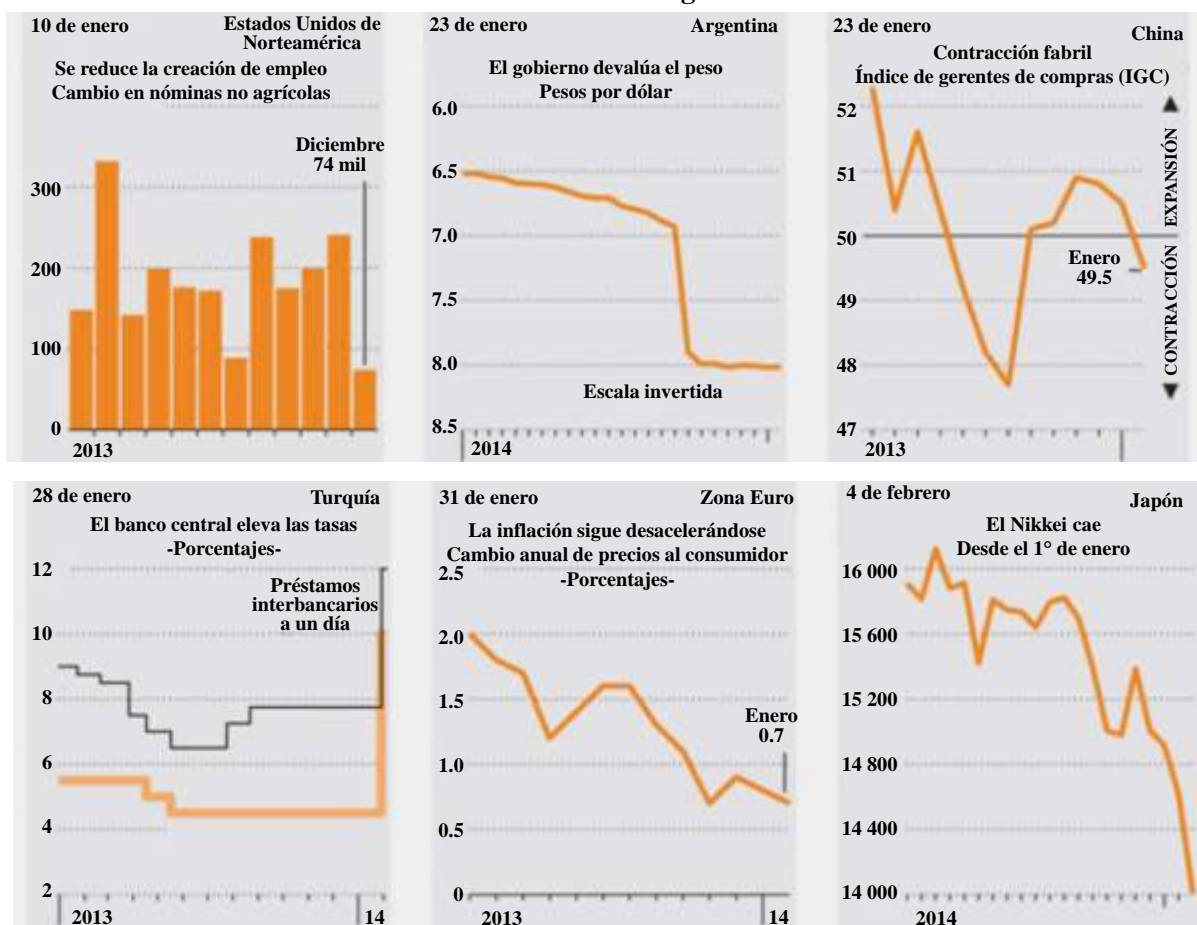 10 de enero
Estados Unidos de
Norteamérica
Se reduce la creación de empleo
Cambio en nóminas no agrícolas
Diciembre
74 mil
300
200
100
0
2013
23 de enero
Argentina
El gobierno devalúa el peso
Pesos por dólar
6.0
6.5
7.0
7.5
8.0
8.5
Escala invertida
2014
23 de enero
China
Contracción fabril
Índice de gerentes de compras (IGC)
52
51
50
49
48
47
Enero
49.5
EXPANSIÓN
CONTRACCIÓN
2013
28 de enero
Turquía
El banco central eleva las tasas
-Porcentajes-
12
10
8
6
4
2
Préstamos
interbancarios
a un día
2013
14
31 de enero
Zona Euro
La inflación sigue desacelerándose
Cambio anual de precios al consumidor
-Porcentajes-
2.5
2.0
1.5
1.0
0.5
0
Enero
0.7
2013
14
4 de febrero
Japón
El Nikkei cae
Desde el 1° de enero
16 000
15 600
15 200
14 800
14 400
14 000
2014